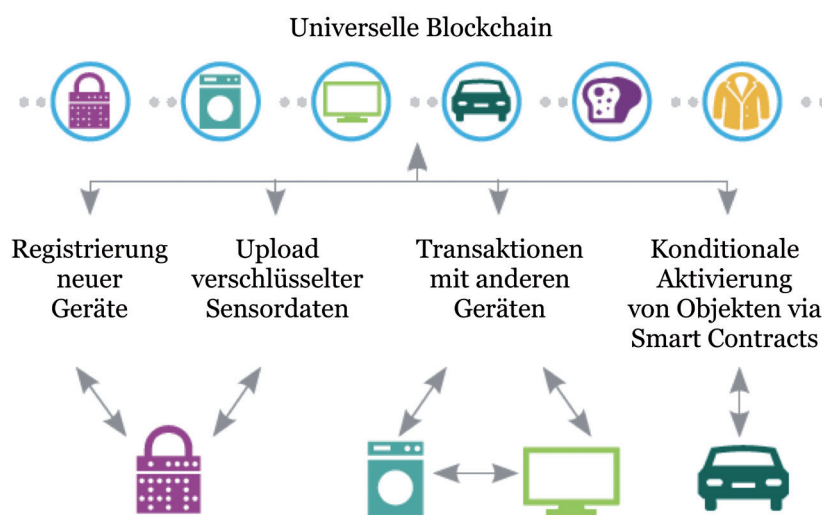 Universelle Blockchain
Registrierung
neuer
Geräte
Upload
verschlüsselter
Sensordaten
Transaktionen
mit anderen
Geräten
Konditionale
Aktivierung
von Objekten via
Smart Contracts